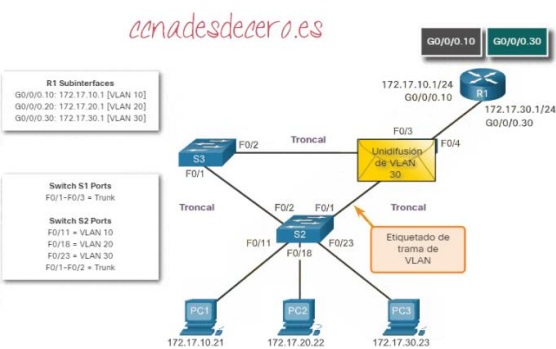 ccnadesdecero.es
G0/0/0.10
G0/0/0.30
R1 Subinterfaces
G0/0/0.10: 172.17.10.1 [VLAN 10]
G0/0/0.20: 172.17.20.1 [VLAN 20]
G0/0/0.30: 172.17.30.1 [VLAN 30]
172.17.10.1/24
G0/0/0.10
R1
172.17.30.1/24
G0/0/0.30
F0/3
F0/4
Troncal
F0/2
S3
F0/1
Unidifusión
de VLAN
30
Switch S1 Ports
F0/1–F0/3 = Trunk
Switch S2 Ports
F0/11 = VLAN 10
F0/18 = VLAN 20
F0/23 = VLAN 30
F0/1–F0/2 = Trunk
Troncal
F0/2
F0/1
Troncal
S2
F0/11
F0/18
F0/23
Etiquetado de
trama de
VLAN
PC1
PC2
PC3
172.17.10.21
172.17.20.22
172.17.30.23